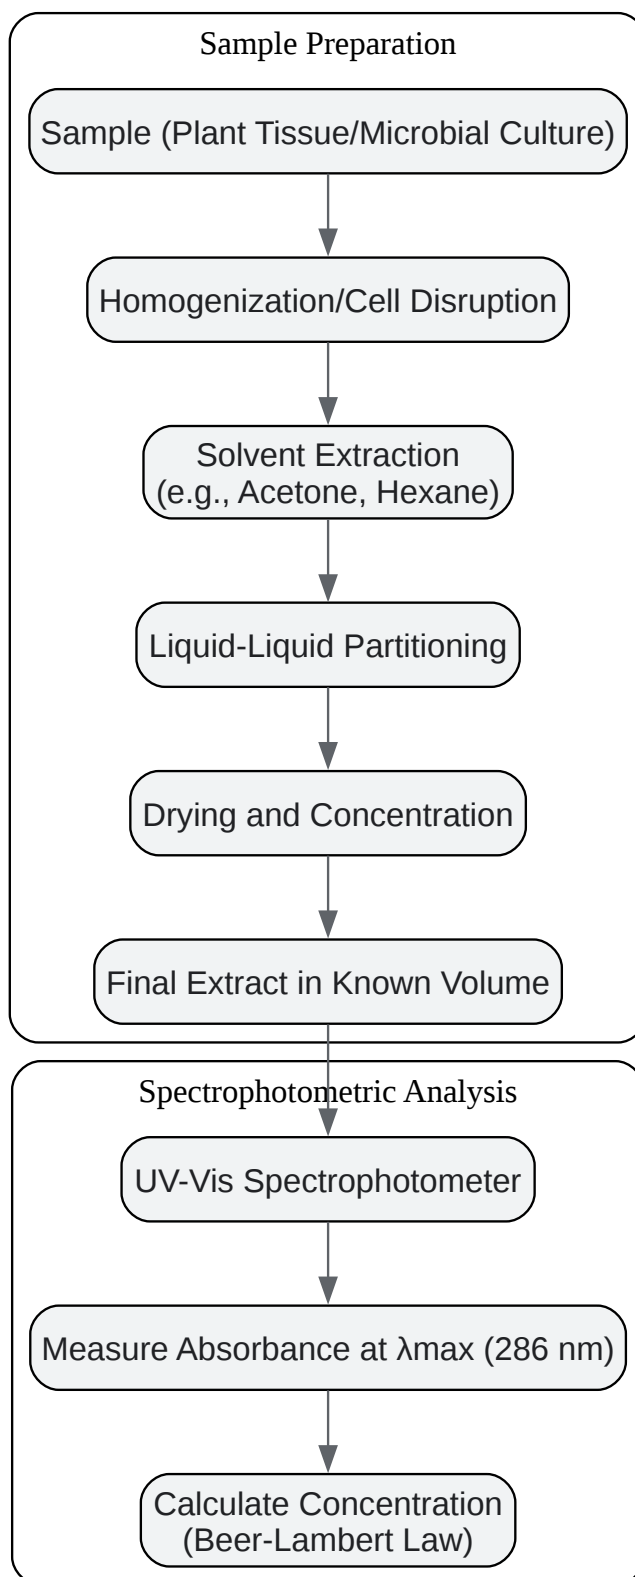 Sample Preparation
Sample (Plant Tissue/Microbial Culture)
Homogenization/Cell Disruption
Solvent Extraction
(e.g., Acetone, Hexane)
Liquid-Liquid Partitioning
Drying and Concentration
Final Extract in Known Volume
Spectrophotometric Analysis
UV-Vis Spectrophotometer
Measure Absorbance at λmax (286 nm)
Calculate Concentration
(Beer-Lambert Law)